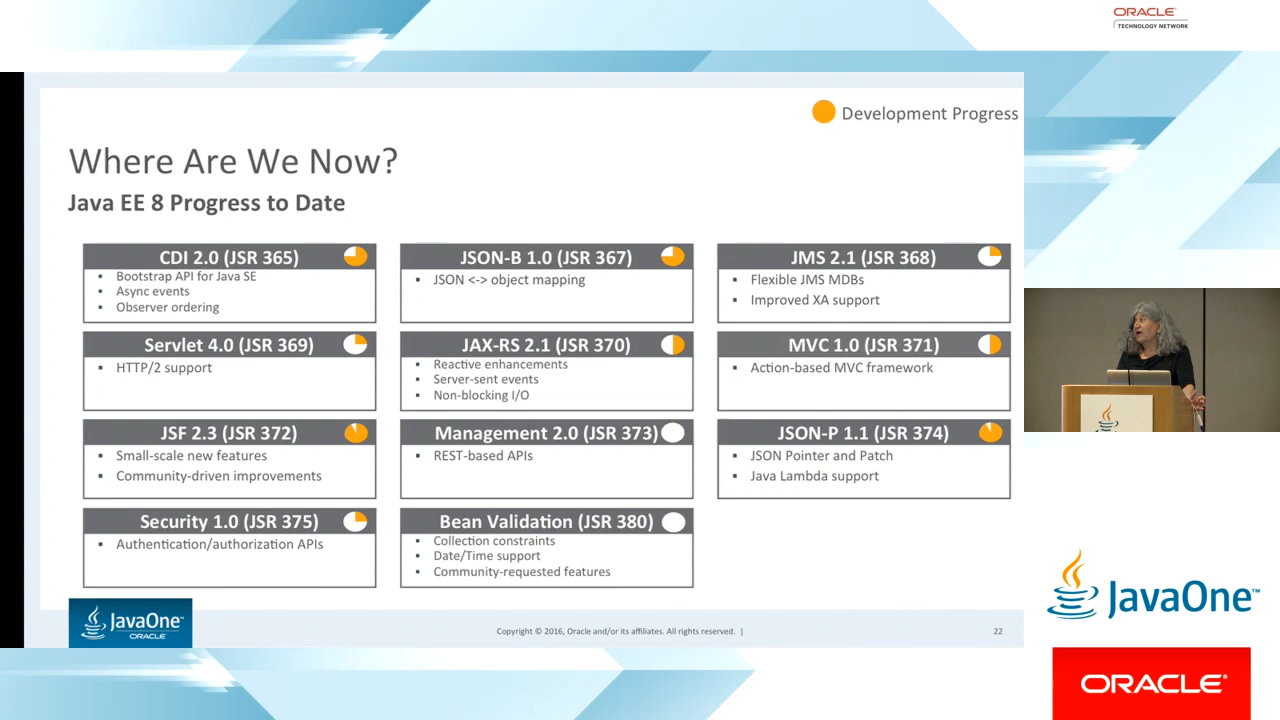 ORACLE
TECHNOLOGY NETWORK
Development Progress
Where Are We Now?
Java EE 8 Progress to Date
CDI 2.0 (JSR 365)
▪ Bootstrap API for Java SE
▪ Async events
▪ Observer ordering
JSON-B 1.0 (JSR 367)
▪ JSON <-> object mapping
JMS 2.1 (JSR 368)
▪ Flexible JMS MDBs
▪ Improved XA support
Servlet 4.0 (JSR 369)
▪ HTTP/2 support
JAX-RS 2.1 (JSR 370)
▪ Reactive enhancements
▪ Server-sent events
▪ Non-blocking I/O
MVC 1.0 (JSR 371)
▪ Action-based MVC framework
JSF 2.3 (JSR 372)
▪ Small-scale new features
▪ Community-driven improvements
Management 2.0 (JSR 373)
▪ REST-based APIs
JSON-P 1.1 (JSR 374)
▪ JSON Pointer and Patch
▪ Java Lambda support
Security 1.0 (JSR 375)
▪ Authentication/authorization APIs
Bean Validation (JSR 380)
▪ Collection constraints
▪ Date/Time support
▪ Community-requested features
JavaOne™
ORACLE
Copyright © 2016, Oracle and/or its affiliates. All rights reserved. |
22
JavaOne™
ORACLE®